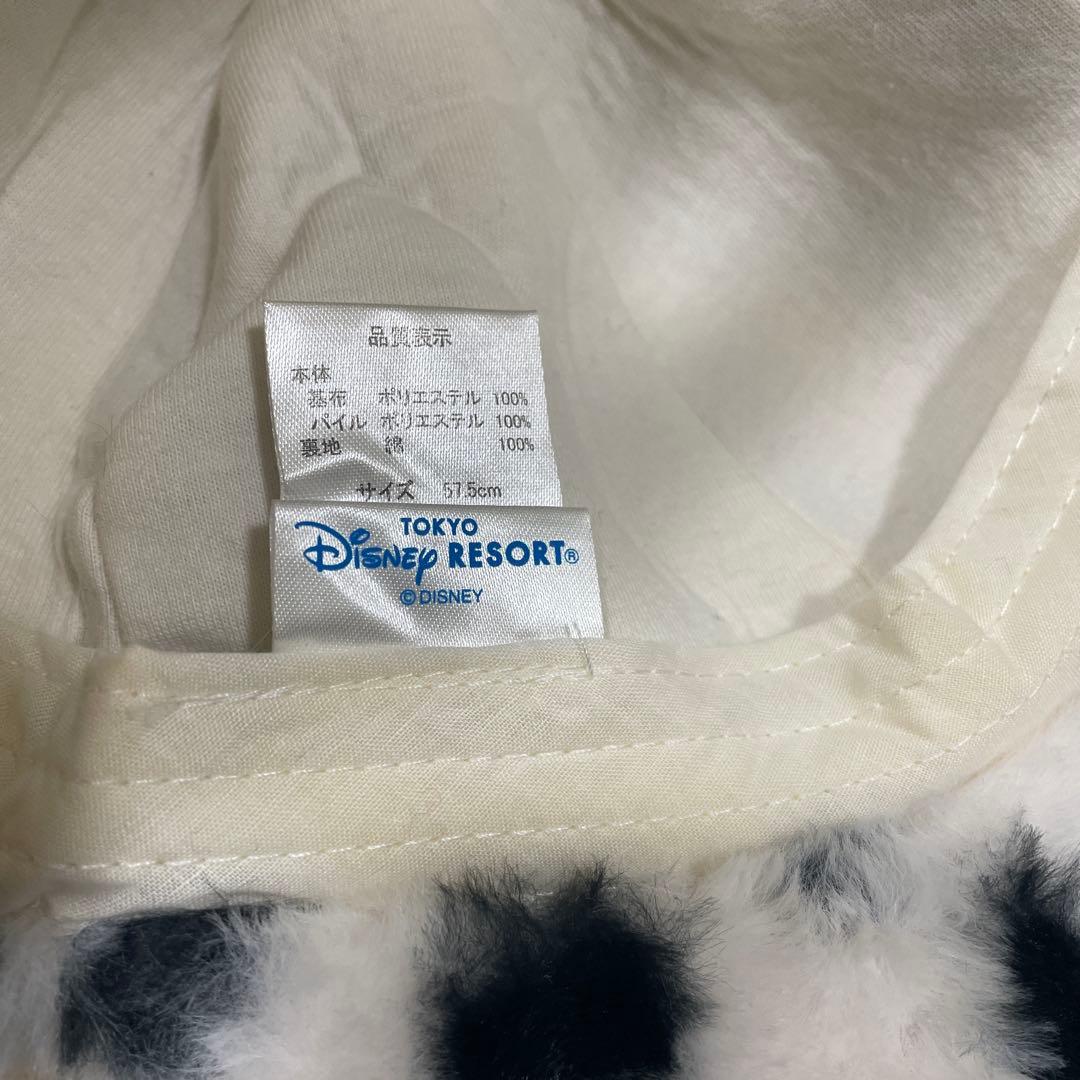 品質表示
本体
基布 ポリエステル 100%
パイル ポリエステル 100%
裏地 綿 100%
サイズ 57.5cm
TOKYO
Disney RESORT®
©DISNEY